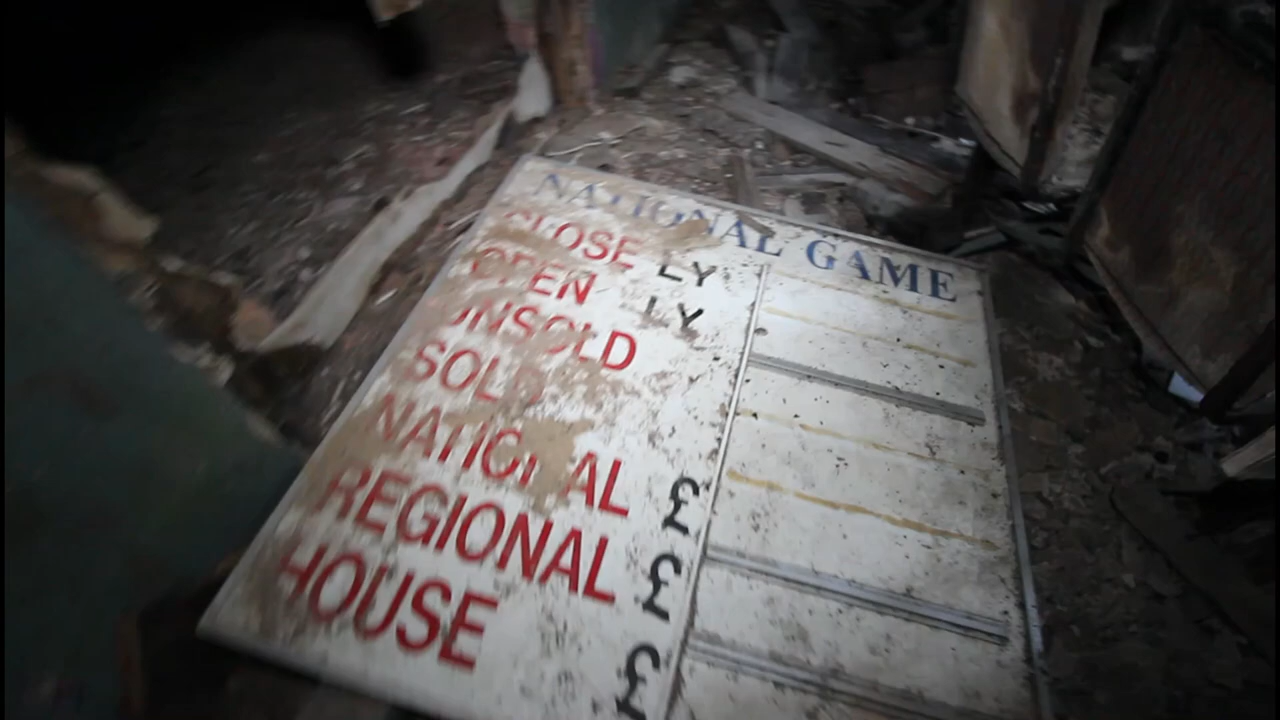 NATIONAL GAME
CLOSE LY
OPEN LY
UNSOLD
SOLD
NATIONAL £
REGIONAL £
HOUSE £